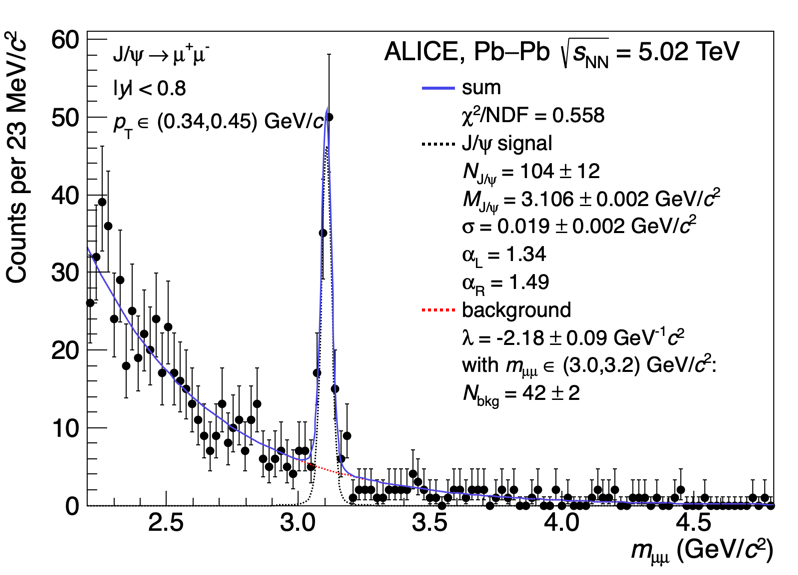 Counts per 23 MeV/c²
60
50
40
30
20
10
0
J/ψ → μ⁺μ⁻
|y| < 0.8
p_T ∈ (0.34,0.45) GeV/c
ALICE, Pb–Pb √s_NN = 5.02 TeV
sum
χ²/NDF = 0.558
J/ψ signal
N_J/ψ = 104 ± 12
M_J/ψ = 3.106 ± 0.002 GeV/c²
σ = 0.019 ± 0.002 GeV/c²
α_L = 1.34
α_R = 1.49
background
λ = -2.18 ± 0.09 GeV⁻¹c²
with m_μμ ∈ (3.0,3.2) GeV/c²:
N_bkg = 42 ± 2
2.5 3.0 3.5 4.0 4.5
m_μμ (GeV/c²)